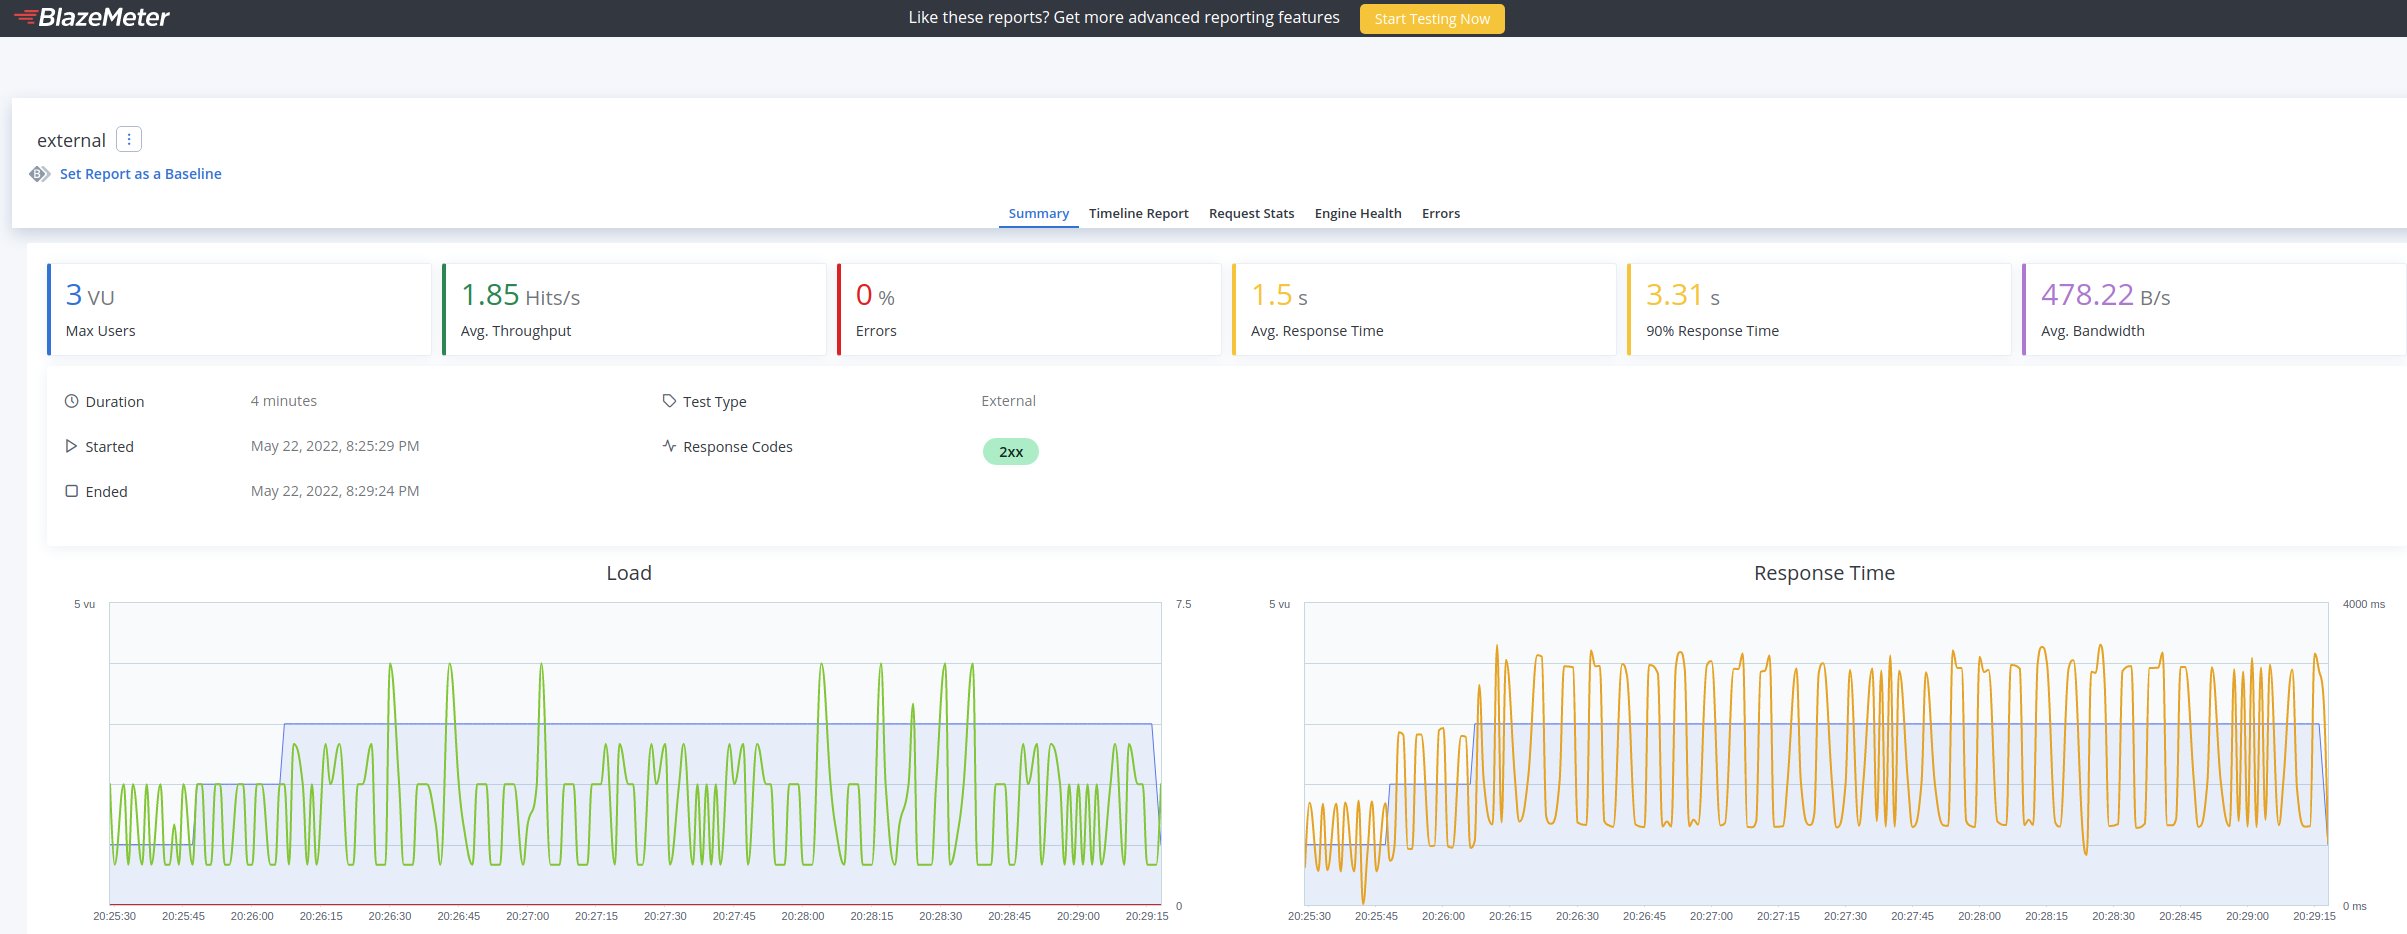 BlazeMeter
Like these reports? Get more advanced reporting features
Start Testing Now
external
Set Report as a Baseline
Summary Timeline Report Request Stats Engine Health Errors
3 VU
Max Users
1.85 Hits/s
Avg. Throughput
0 %
Errors
1.5 s
Avg. Response Time
3.31 s
90% Response Time
478.22 B/s
Avg. Bandwidth
Duration 4 minutes
Test Type External
Started May 22, 2022, 8:25:29 PM
Response Codes 2xx
Ended May 22, 2022, 8:29:24 PM
Load
5 vu 7.5
0
20:25:30 20:25:45 20:26:00 20:26:15 20:26:30 20:26:45 20:27:00 20:27:15 20:27:30 20:27:45 20:28:00 20:28:15 20:28:30 20:28:45 20:29:00 20:29:15
Response Time
5 vu 4000 ms
0 ms
20:25:30 20:25:45 20:26:00 20:26:15 20:26:30 20:26:45 20:27:00 20:27:15 20:27:30 20:27:45 20:28:00 20:28:15 20:28:30 20:28:45 20:29:00 20:29:15